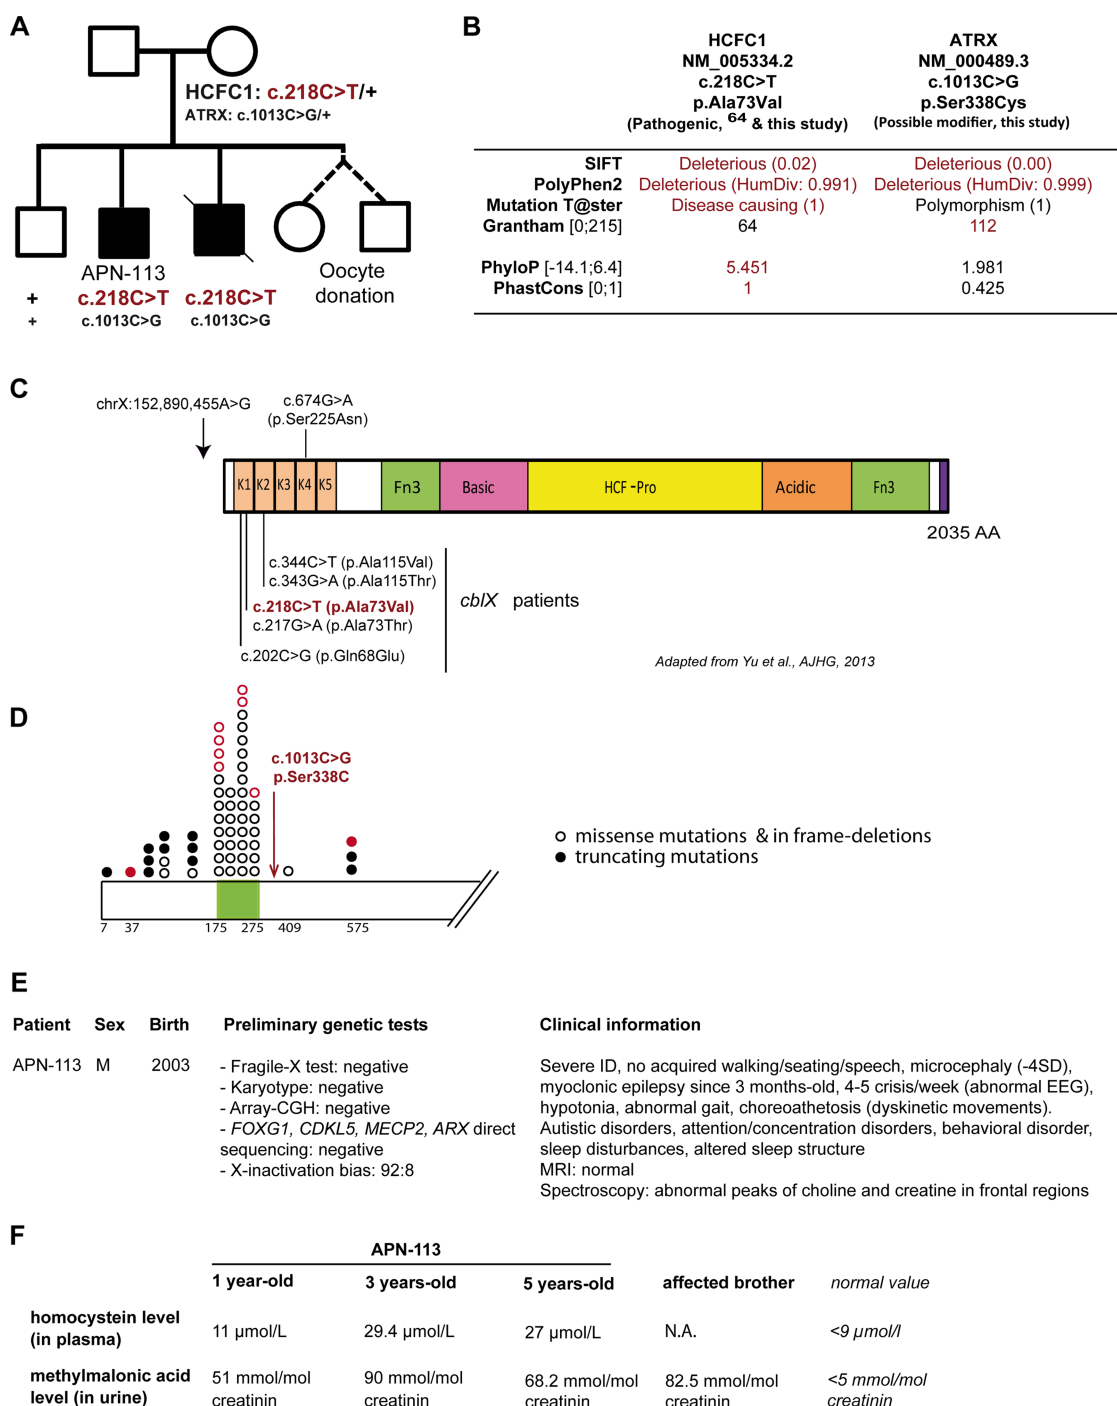 A
HCFC1: c.218C>T/+
ATRX: c.1013C>G/+
APN-113
Oocyte
donation
+ c.218C>T c.218C>T
+ c.1013C>G c.1013C>G
B
HCFC1 ATRX
NM_005334.2 NM_000489.3
c.218C>T c.1013C>G
p.Ala73Val p.Ser338Cys
(Pathogenic, 64 & this study) (Possible modifier, this study)
SIFT Deleterious (0.02) Deleterious (0.00)
PolyPhen2 Deleterious (HumDiv: 0.991) Deleterious (HumDiv: 0.999)
Mutation T@ster Disease causing (1) Polymorphism (1)
Grantham [0;215] 64 112
PhyloP [-14.1;6.4] 5.451 1.981
PhastCons [0;1] 1 0.425
C
chrX:152,890,455A>G
c.674G>A
(p.Ser225Asn)
K1 K2 K3 K4 K5 Fn3 Basic HCF -Pro Acidic Fn3
2035 AA
c.344C>T (p.Ala115Val)
c.343G>A (p.Ala115Thr)
c.218C>T (p.Ala73Val)
c.217G>A (p.Ala73Thr)
c.202C>G (p.Gln68Glu)
cblX patients
Adapted from Yu et al., AJHG, 2013
D
c.1013C>G
p.Ser338C
missense mutations & in frame-deletions
truncating mutations
7 37 175 275 409 575
E
Patient Sex Birth Preliminary genetic tests Clinical information
APN-113 M 2003
- Fragile-X test: negative
- Karyotype: negative
- Array-CGH: negative
- FOXG1, CDKL5, MECP2, ARX direct
sequencing: negative
- X-inactivation bias: 92:8
Severe ID, no acquired walking/seating/speech, microcephaly (-4SD),
myoclonic epilepsy since 3 months-old, 4-5 crisis/week (abnormal EEG),
hypotonia, abnormal gait, choreoathetosis (dyskinetic movements).
Autistic disorders, attention/concentration disorders, behavioral disorder,
sleep disturbances, altered sleep structure
MRI: normal
Spectroscopy: abnormal peaks of choline and creatine in frontal regions
F
APN-113
1 year-old 3 years-old 5 years-old affected brother normal value
homocystein level
(in plasma) 11 µmol/L 29.4 µmol/L 27 µmol/L N.A. <9 µmol/l
methylmalonic acid 51 mmol/mol 90 mmol/mol 68.2 mmol/mol 82.5 mmol/mol <5 mmol/mol
level (in urine) creatinin creatinin creatinin creatinin creatinin